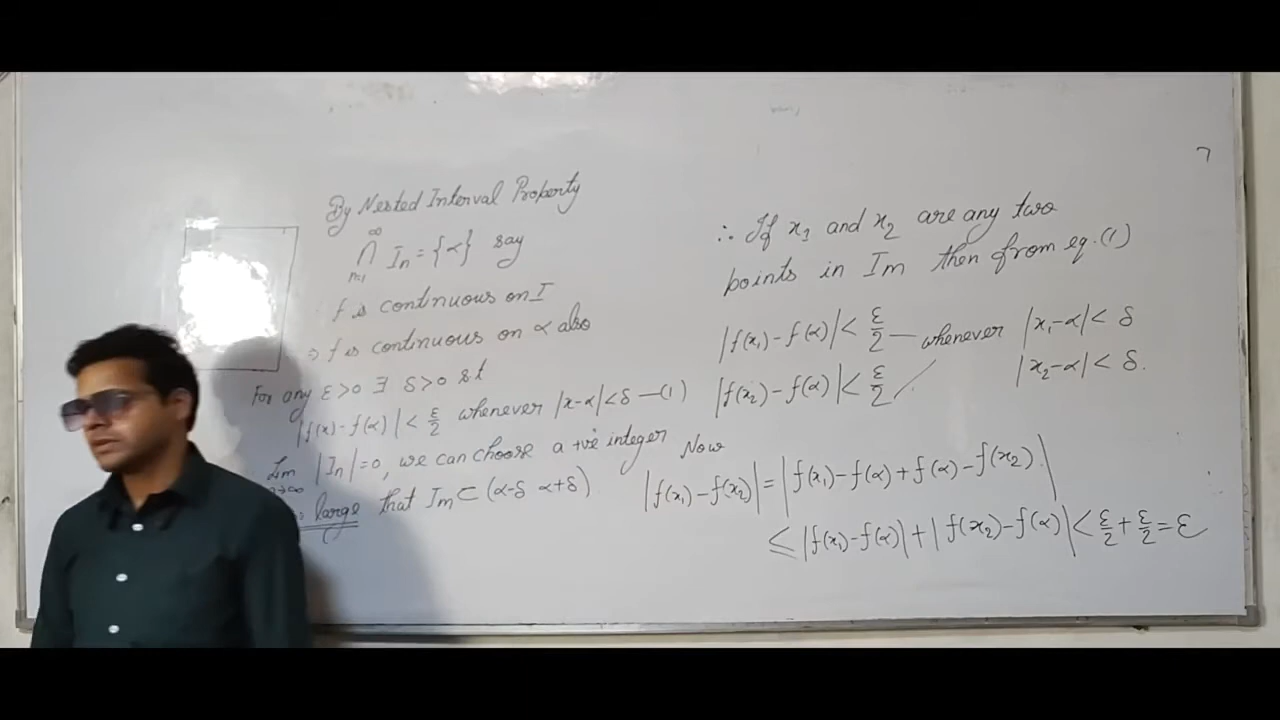 By Nested Interval Property
∞
⋂ In = {α} say
n=1
f is continuous on I
⇒ f is continuous on α also
For any ε>0 ∃ δ>0 st
|f(x)-f(α)| < ε/2 whenever |x-α|<δ —(1)
Lim |In|=0, we can choose a +ve integer
n→∞
large that Im ⊂ (α-δ α+δ)
∴ If x1 and x2 are any two
points in Im then from eq.(1)
|f(x1)-f(α)| < ε/2 — whenever |x1-α|< δ
|f(x2)-f(α)| < ε/2 |x2-α|< δ.
Now
|f(x1)-f(x2)| = |f(x1)-f(α)+f(α)-f(x2)|
≤ |f(x1)-f(α)|+|f(x2)-f(α)| < ε/2 + ε/2 = ε